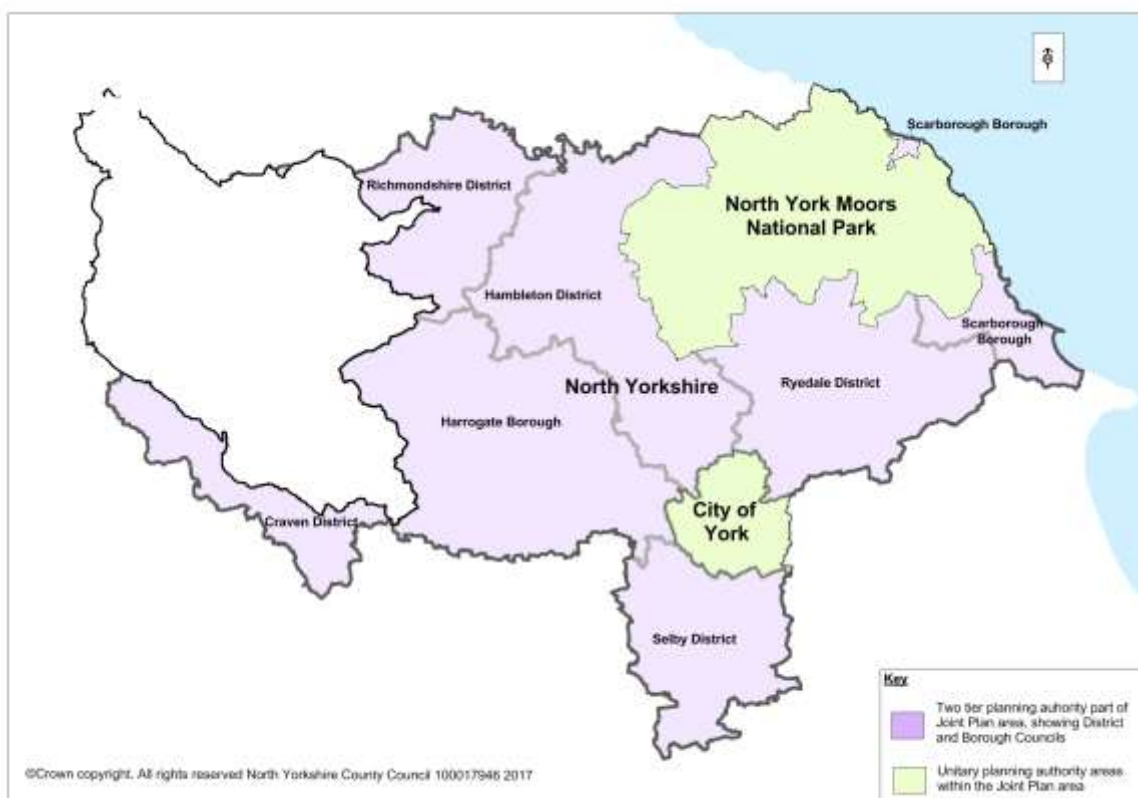 Scarborough Borough
Richmondshire District
North York Moors
National Park
Hambleton District
Scarborough
Borough
North Yorkshire
Ryedale District
Harrogate Borough
City of
York
Craven District
Selby District
Key
Two tier planning auhority part of
Joint Plan area, showing District
and Borough Councils
Unitary planning authority areas
within the Joint Plan area
©Crown copyright. All rights reserved North Yorkshire County Council 100017946 2017